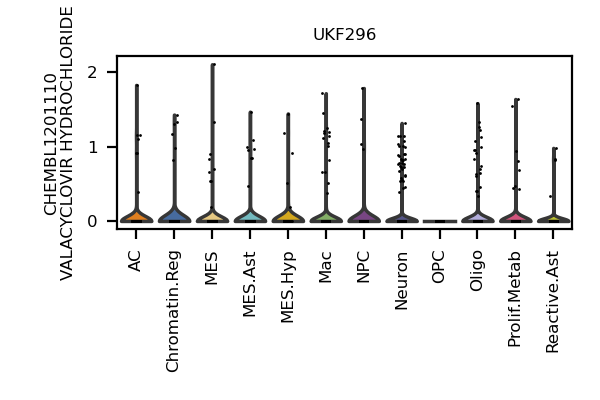 UKF296
CHEMBL1201110
VALACYCLOVIR HYDROCHLORIDE
2
1
0
AC
Chromatin.Reg
MES
MES.Ast
MES.Hyp
Mac
NPC
Neuron
OPC
Oligo
Prolif.Metab
Reactive.Ast